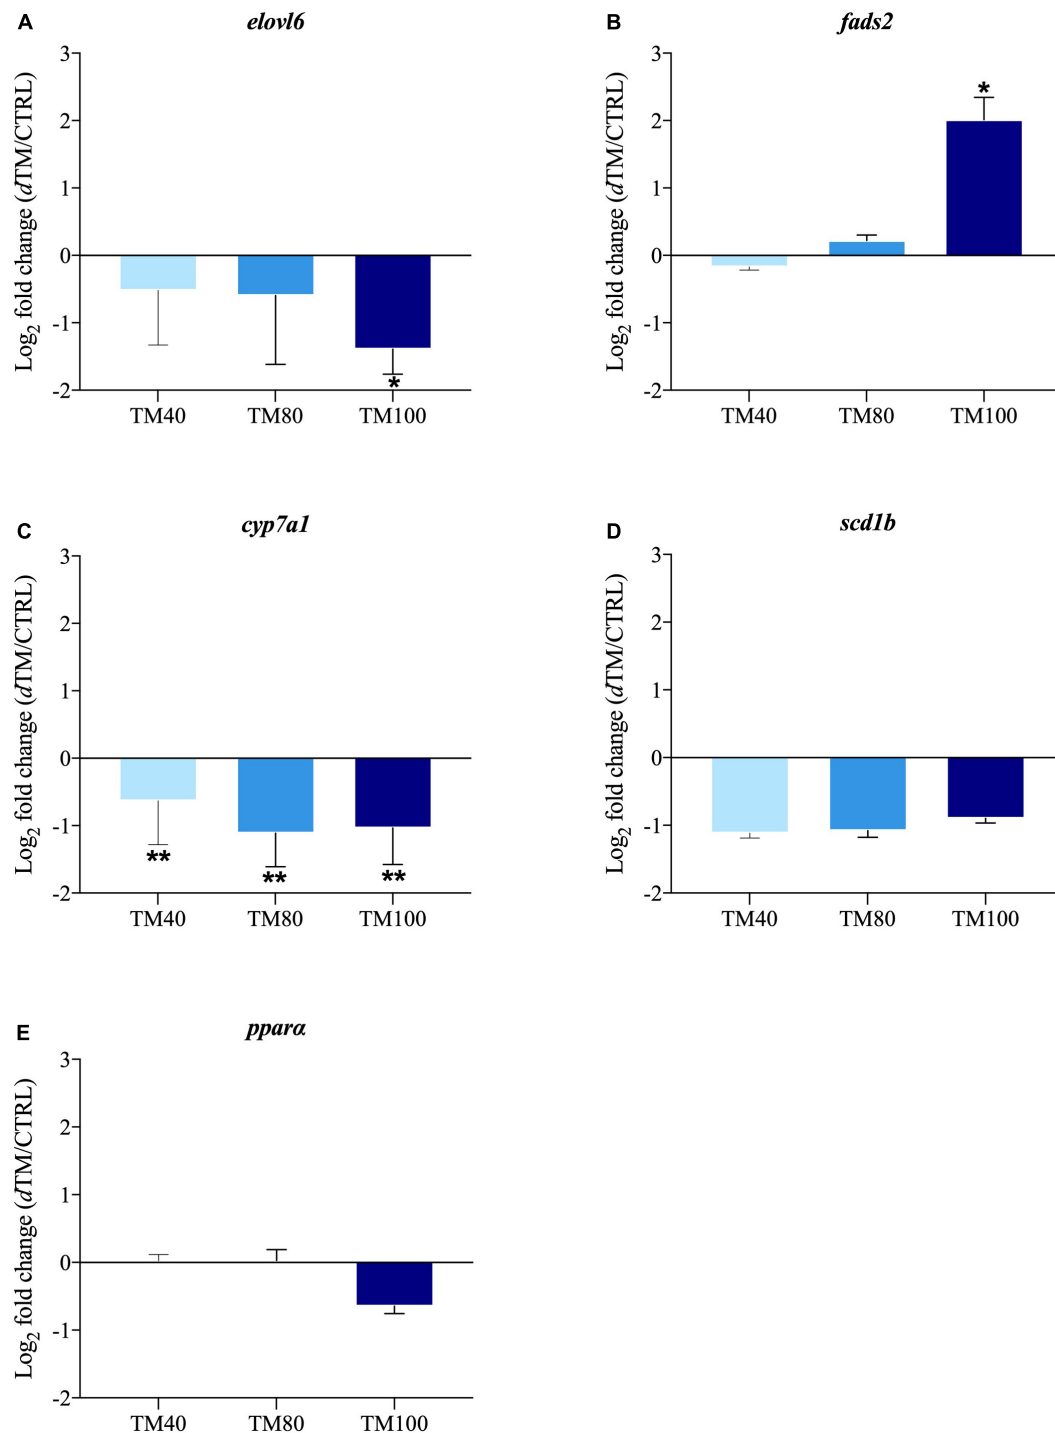 A
elovl6
Log2 fold change (dTM/CTRL)
3
2
1
0
-1
-2
*
TM40 TM80 TM100
B
fads2
Log2 fold change (dTM/CTRL)
3
2
1
0
-1
-2
*
TM40 TM80 TM100
C
cyp7a1
Log2 fold change (dTM/CTRL)
3
2
1
0
-1
-2
** ** **
TM40 TM80 TM100
D
scd1b
Log2 fold change (dTM/CTRL)
3
2
1
0
-1
-2
TM40 TM80 TM100
E
pparα
Log2 fold change (dTM/CTRL)
3
2
1
0
-1
-2
TM40 TM80 TM100